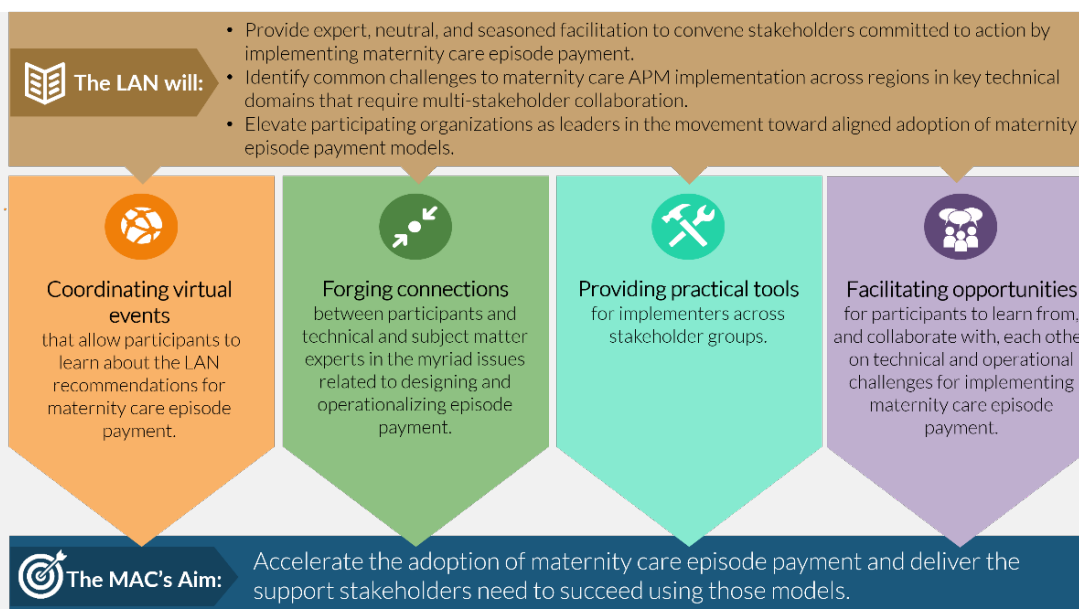 The LAN will:
• Provide expert, neutral, and seasoned facilitation to convene stakeholders committed to action by
implementing maternity care episode payment.
• Identify common challenges to maternity care APM implementation across regions in key technical
domains that require multi-stakeholder collaboration.
• Elevate participating organizations as leaders in the movement toward aligned adoption of maternity
episode payment models.
Coordinating virtual
events
that allow participants to
learn about the LAN
recommendations for
maternity care episode
payment.
Forging connections
between participants and
technical and subject matter
experts in the myriad issues
related to designing and
operationalizing episode
payment.
Providing practical tools
for implementers across
stakeholder groups.
Facilitating opportunities
for participants to learn from,
and collaborate with, each othe
on technical and operational
challenges for implementing
maternity care episode
payment.
The MAC's Aim:
Accelerate the adoption of maternity care episode payment and deliver the
support stakeholders need to succeed using those models.